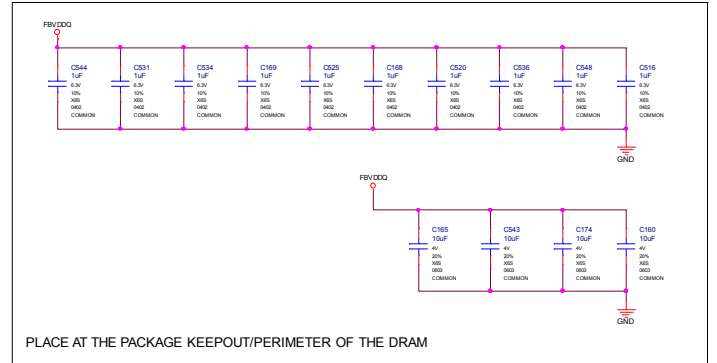 FBVDDQ
C544 C531 C534 C169 C525 C168 C520 C536 C548 C516
1uF 1uF 1uF 1uF 1uF 1uF 1uF 1uF 1uF 1uF
6.3V 6.3V 6.3V 6.3V 6.3V 6.3V 6.3V 6.3V 6.3V 6.3V
10% 10% 10% 10% 10% 10% 10% 10% 10% 10%
X6S X6S X6S X6S X6S X6S X6S X6S X6S X6S
0402 0402 0402 0402 0402 0402 0402 0402 0402 0402
COMMON COMMON COMMON COMMON COMMON COMMON COMMON COMMON COMMON COMMON
GND
FBVDDQ
C165 C543 C174 C160
10uF 10uF 10uF 10uF
4V 4V 4V 4V
20% 20% 20% 20%
X6S X6S X6S X6S
0603 0603 0603 0603
COMMON COMMON COMMON COMMON
GND
PLACE AT THE PACKAGE KEEPOUT/PERIMETER OF THE DRAM